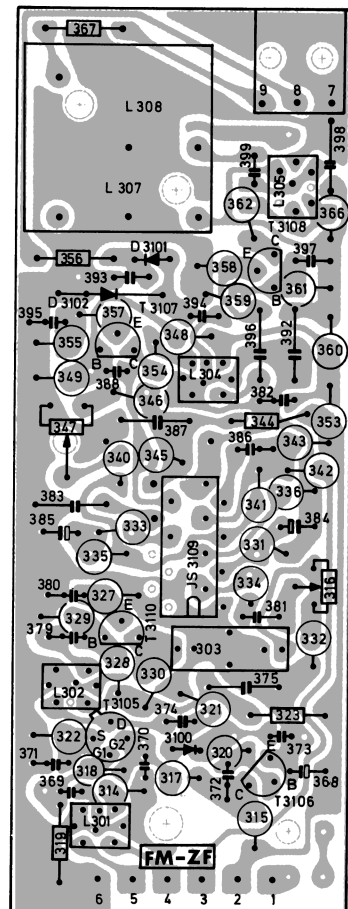 367
L 308
L 307
9 8 7
398
399
L305
362
366
T 3108
C
E
B
397
D 3101
356
393
358
361
D 3102
T 3107
394
359
357
E
395
348
396
392
355
B
C
360
354
L304
349
388
346
382
353
347
387
344
386
343
340
345
342
383
336
341
385
333
384
JS 3109
331
335
334
316
380
327
T 3110
E
381
329
332
379
B
C
303
328
330
375
L302
T 3105
321
374
323
322
D
S
G2
G1
370
3100
320
373
371
E
318
317
372
B
368
369
314
C
T 3106
L301
315
319
FM-ZF
6 5 4 3 2 1